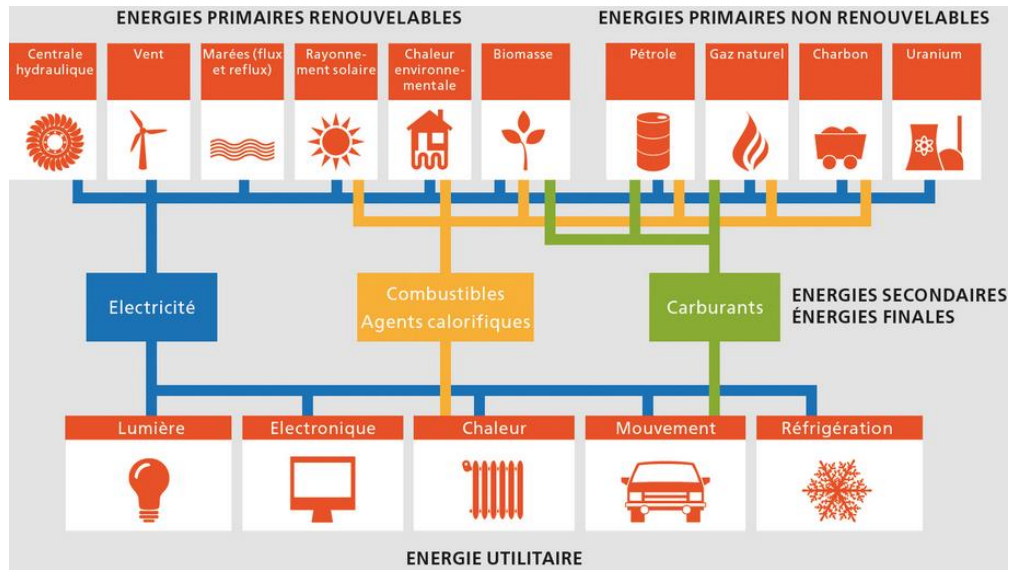 ENERGIES PRIMAIRES RENOUVELABLES
ENERGIES PRIMAIRES NON RENOUVELABLES
Centrale
hydraulique
Vent
Marées (flux
et reflux)
Rayonne-
ment solaire
Chaleur
environne-
mentale
Biomasse
Pétrole
Gaz naturel
Charbon
Uranium
Electricité
Combustibles
Agents calorifiques
Carburants
ENERGIES SECONDAIRES
ÉNERGIES FINALES
Lumière
Electronique
Chaleur
Mouvement
Réfrigération
ENERGIE UTILITAIRE